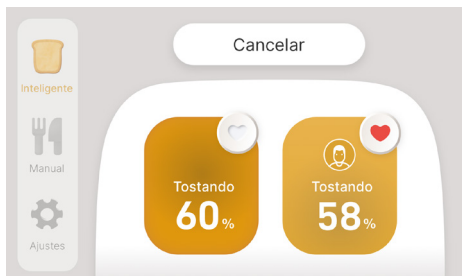 Cancelar
Inteligente
Manual
Ajustes
Tostando
60%
Tostando
58%